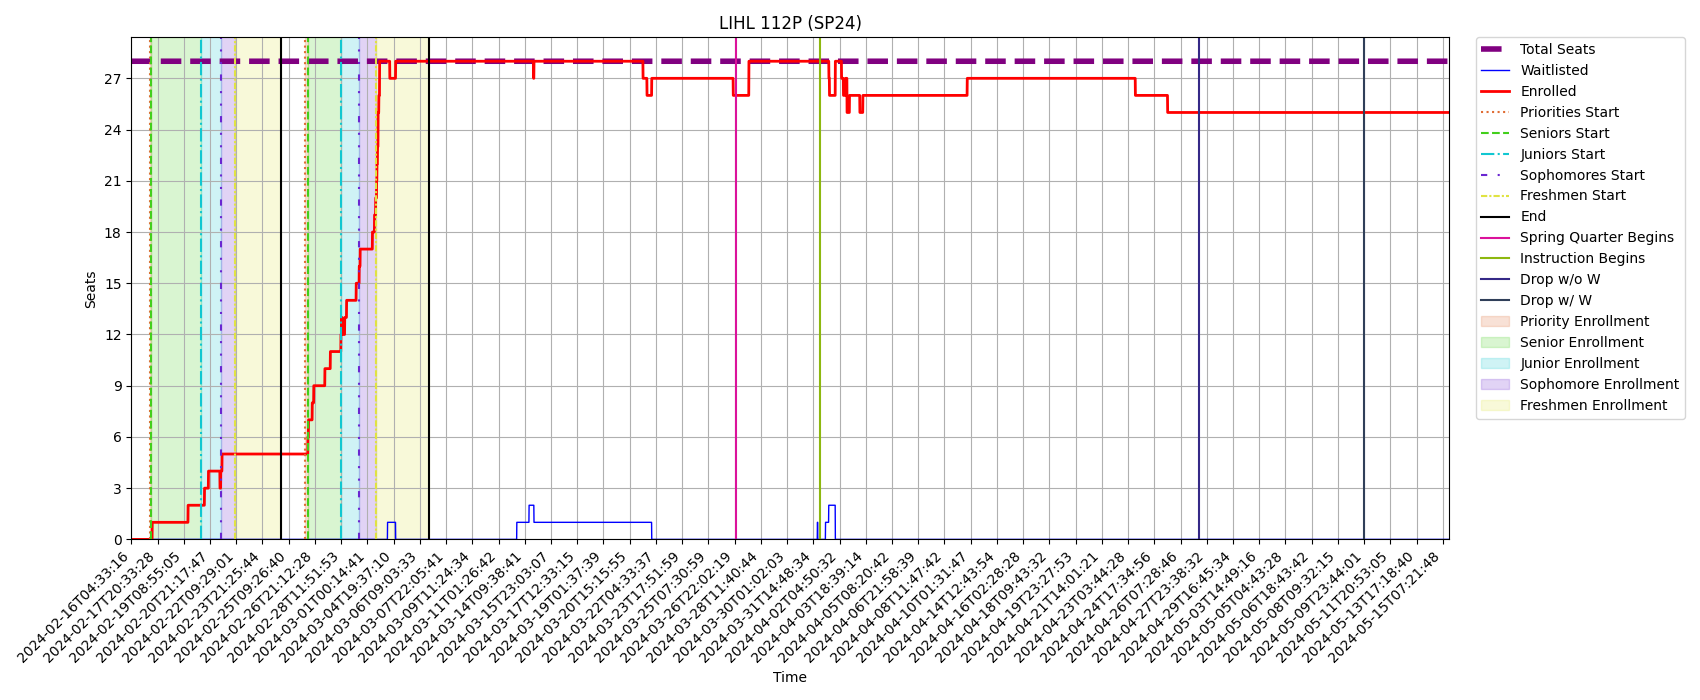 LIHL 112P (SP24)
Seats
27
24
21
18
15
12
9
6
3
0
2024-02-16T04:33:16
2024-02-17T20:33:28
2024-02-19T08:55:05
2024-02-20T21:17:47
2024-02-22T09:29:01
2024-02-23T21:25:44
2024-02-25T09:26:40
2024-02-26T21:12:28
2024-02-28T11:51:53
2024-03-01T00:14:41
2024-03-04T19:37:10
2024-03-06T09:03:33
2024-03-07T22:05:41
2024-03-09T11:24:34
2024-03-11T01:26:42
2024-03-14T09:38:41
2024-03-15T23:03:07
2024-03-17T12:33:15
2024-03-19T01:37:39
2024-03-20T15:15:55
2024-03-22T04:33:37
2024-03-23T17:51:59
2024-03-25T07:30:59
2024-03-26T22:02:19
2024-03-28T11:40:44
2024-03-30T01:02:03
2024-03-31T14:48:34
2024-04-02T04:50:32
2024-04-03T18:39:14
2024-04-05T08:20:42
2024-04-06T21:58:39
2024-04-08T11:47:42
2024-04-10T01:31:47
2024-04-14T12:43:54
2024-04-16T02:28:28
2024-04-18T09:43:32
2024-04-19T23:27:53
2024-04-21T14:01:21
2024-04-23T03:44:28
2024-04-24T17:34:56
2024-04-26T07:28:46
2024-04-27T23:38:32
2024-04-29T16:45:34
2024-05-03T14:49:16
2024-05-05T04:43:28
2024-05-06T18:43:42
2024-05-08T09:32:15
2024-05-09T23:44:01
2024-05-11T20:53:05
2024-05-13T17:18:40
2024-05-15T07:21:48
Time
Total Seats
Waitlisted
Enrolled
Priorities Start
Seniors Start
Juniors Start
Sophomores Start
Freshmen Start
End
Spring Quarter Begins
Instruction Begins
Drop w/o W
Drop w/ W
Priority Enrollment
Senior Enrollment
Junior Enrollment
Sophomore Enrollment
Freshmen Enrollment